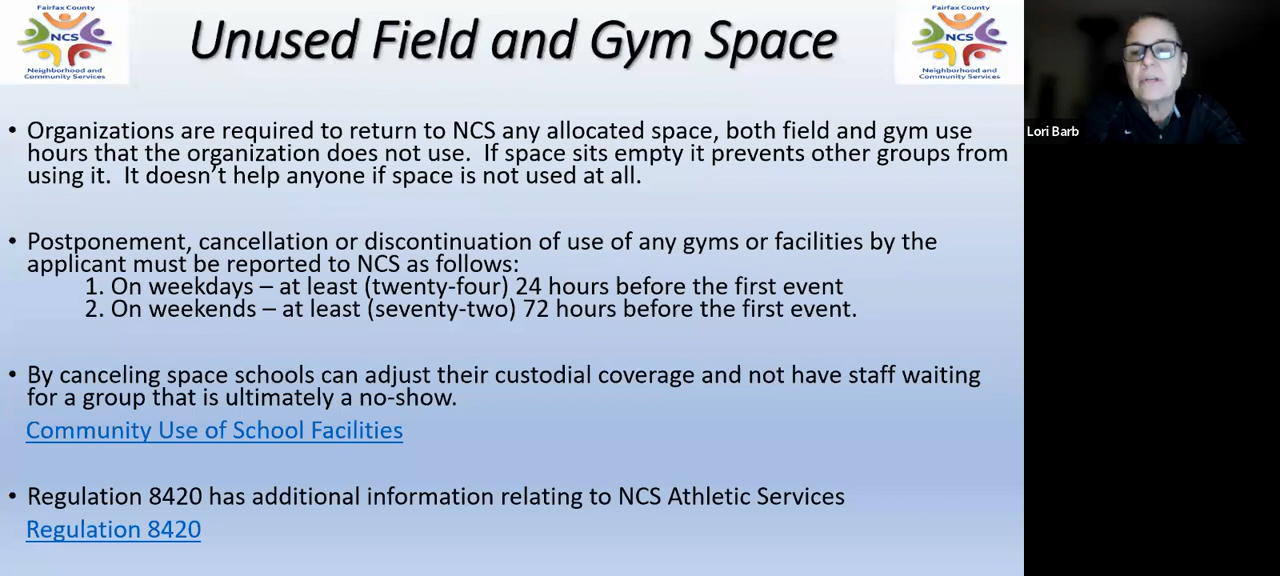 Fairfax County
NCS
Neighborhood and
Community Services
Unused Field and Gym Space
Fairfax County
NCS
Neighborhood and
Community Services
Lori Barb
• Organizations are required to return to NCS any allocated space, both field and gym use
hours that the organization does not use.  If space sits empty it prevents other groups from
using it.  It doesn't help anyone if space is not used at all.
• Postponement, cancellation or discontinuation of use of any gyms or facilities by the
applicant must be reported to NCS as follows:
1. On weekdays – at least (twenty-four) 24 hours before the first event
2. On weekends – at least (seventy-two) 72 hours before the first event.
• By canceling space schools can adjust their custodial coverage and not have staff waiting
for a group that is ultimately a no-show.
Community Use of School Facilities
• Regulation 8420 has additional information relating to NCS Athletic Services
Regulation 8420